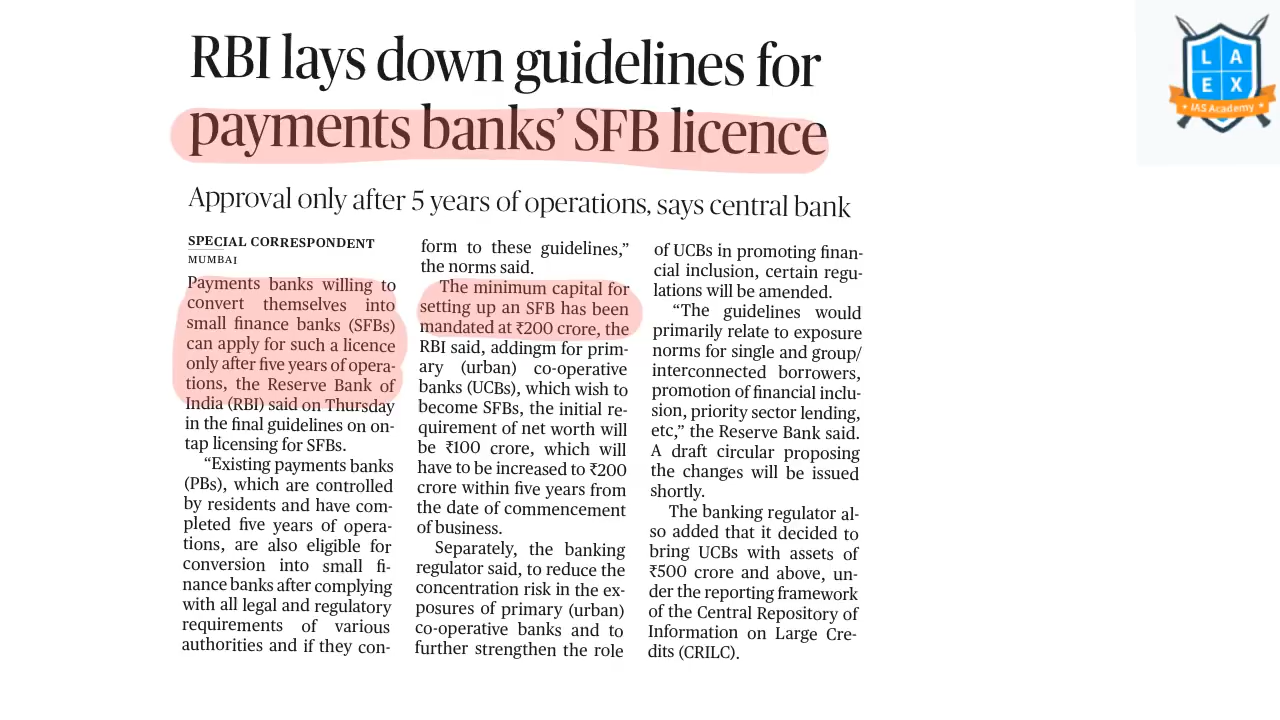 RBI lays down guidelines for
payments banks' SFB licence
Approval only after 5 years of operations, says central bank
SPECIAL CORRESPONDENT
MUMBAI
Payments banks willing to
convert themselves into
small finance banks (SFBs)
can apply for such a licence
only after five years of opera-
tions, the Reserve Bank of
India (RBI) said on Thursday
in the final guidelines on on-
tap licensing for SFBs.
"Existing payments banks
(PBs), which are controlled
by residents and have com-
pleted five years of opera-
tions, are also eligible for
conversion into small fi-
nance banks after complying
with all legal and regulatory
requirements of various
authorities and if they con-
form to these guidelines,"
the norms said.
The minimum capital for
setting up an SFB has been
mandated at ₹200 crore, the
RBI said, addingm for prim-
ary (urban) co-operative
banks (UCBs), which wish to
become SFBs, the initial re-
quirement of net worth will
be ₹100 crore, which will
have to be increased to ₹200
crore within five years from
the date of commencement
of business.
Separately, the banking
regulator said, to reduce the
concentration risk in the ex-
posures of primary (urban)
co-operative banks and to
further strengthen the role
of UCBs in promoting finan-
cial inclusion, certain regu-
lations will be amended.
"The guidelines would
primarily relate to exposure
norms for single and group/
interconnected borrowers,
promotion of financial inclu-
sion, priority sector lending,
etc," the Reserve Bank said.
A draft circular proposing
the changes will be issued
shortly.
The banking regulator al-
so added that it decided to
bring UCBs with assets of
₹500 crore and above, un-
der the reporting framework
of the Central Repository of
Information on Large Cre-
dits (CRILC).
L A
E X
IAS Academy